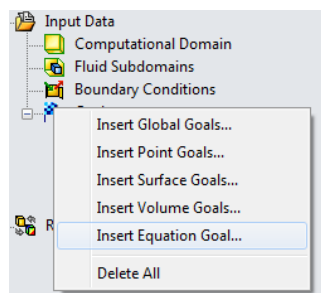 Input Data
Computational Domain
Fluid Subdomains
Boundary Conditions
Insert Global Goals...
Insert Point Goals...
Insert Surface Goals...
Insert Volume Goals...
R
Insert Equation Goal...
Delete All